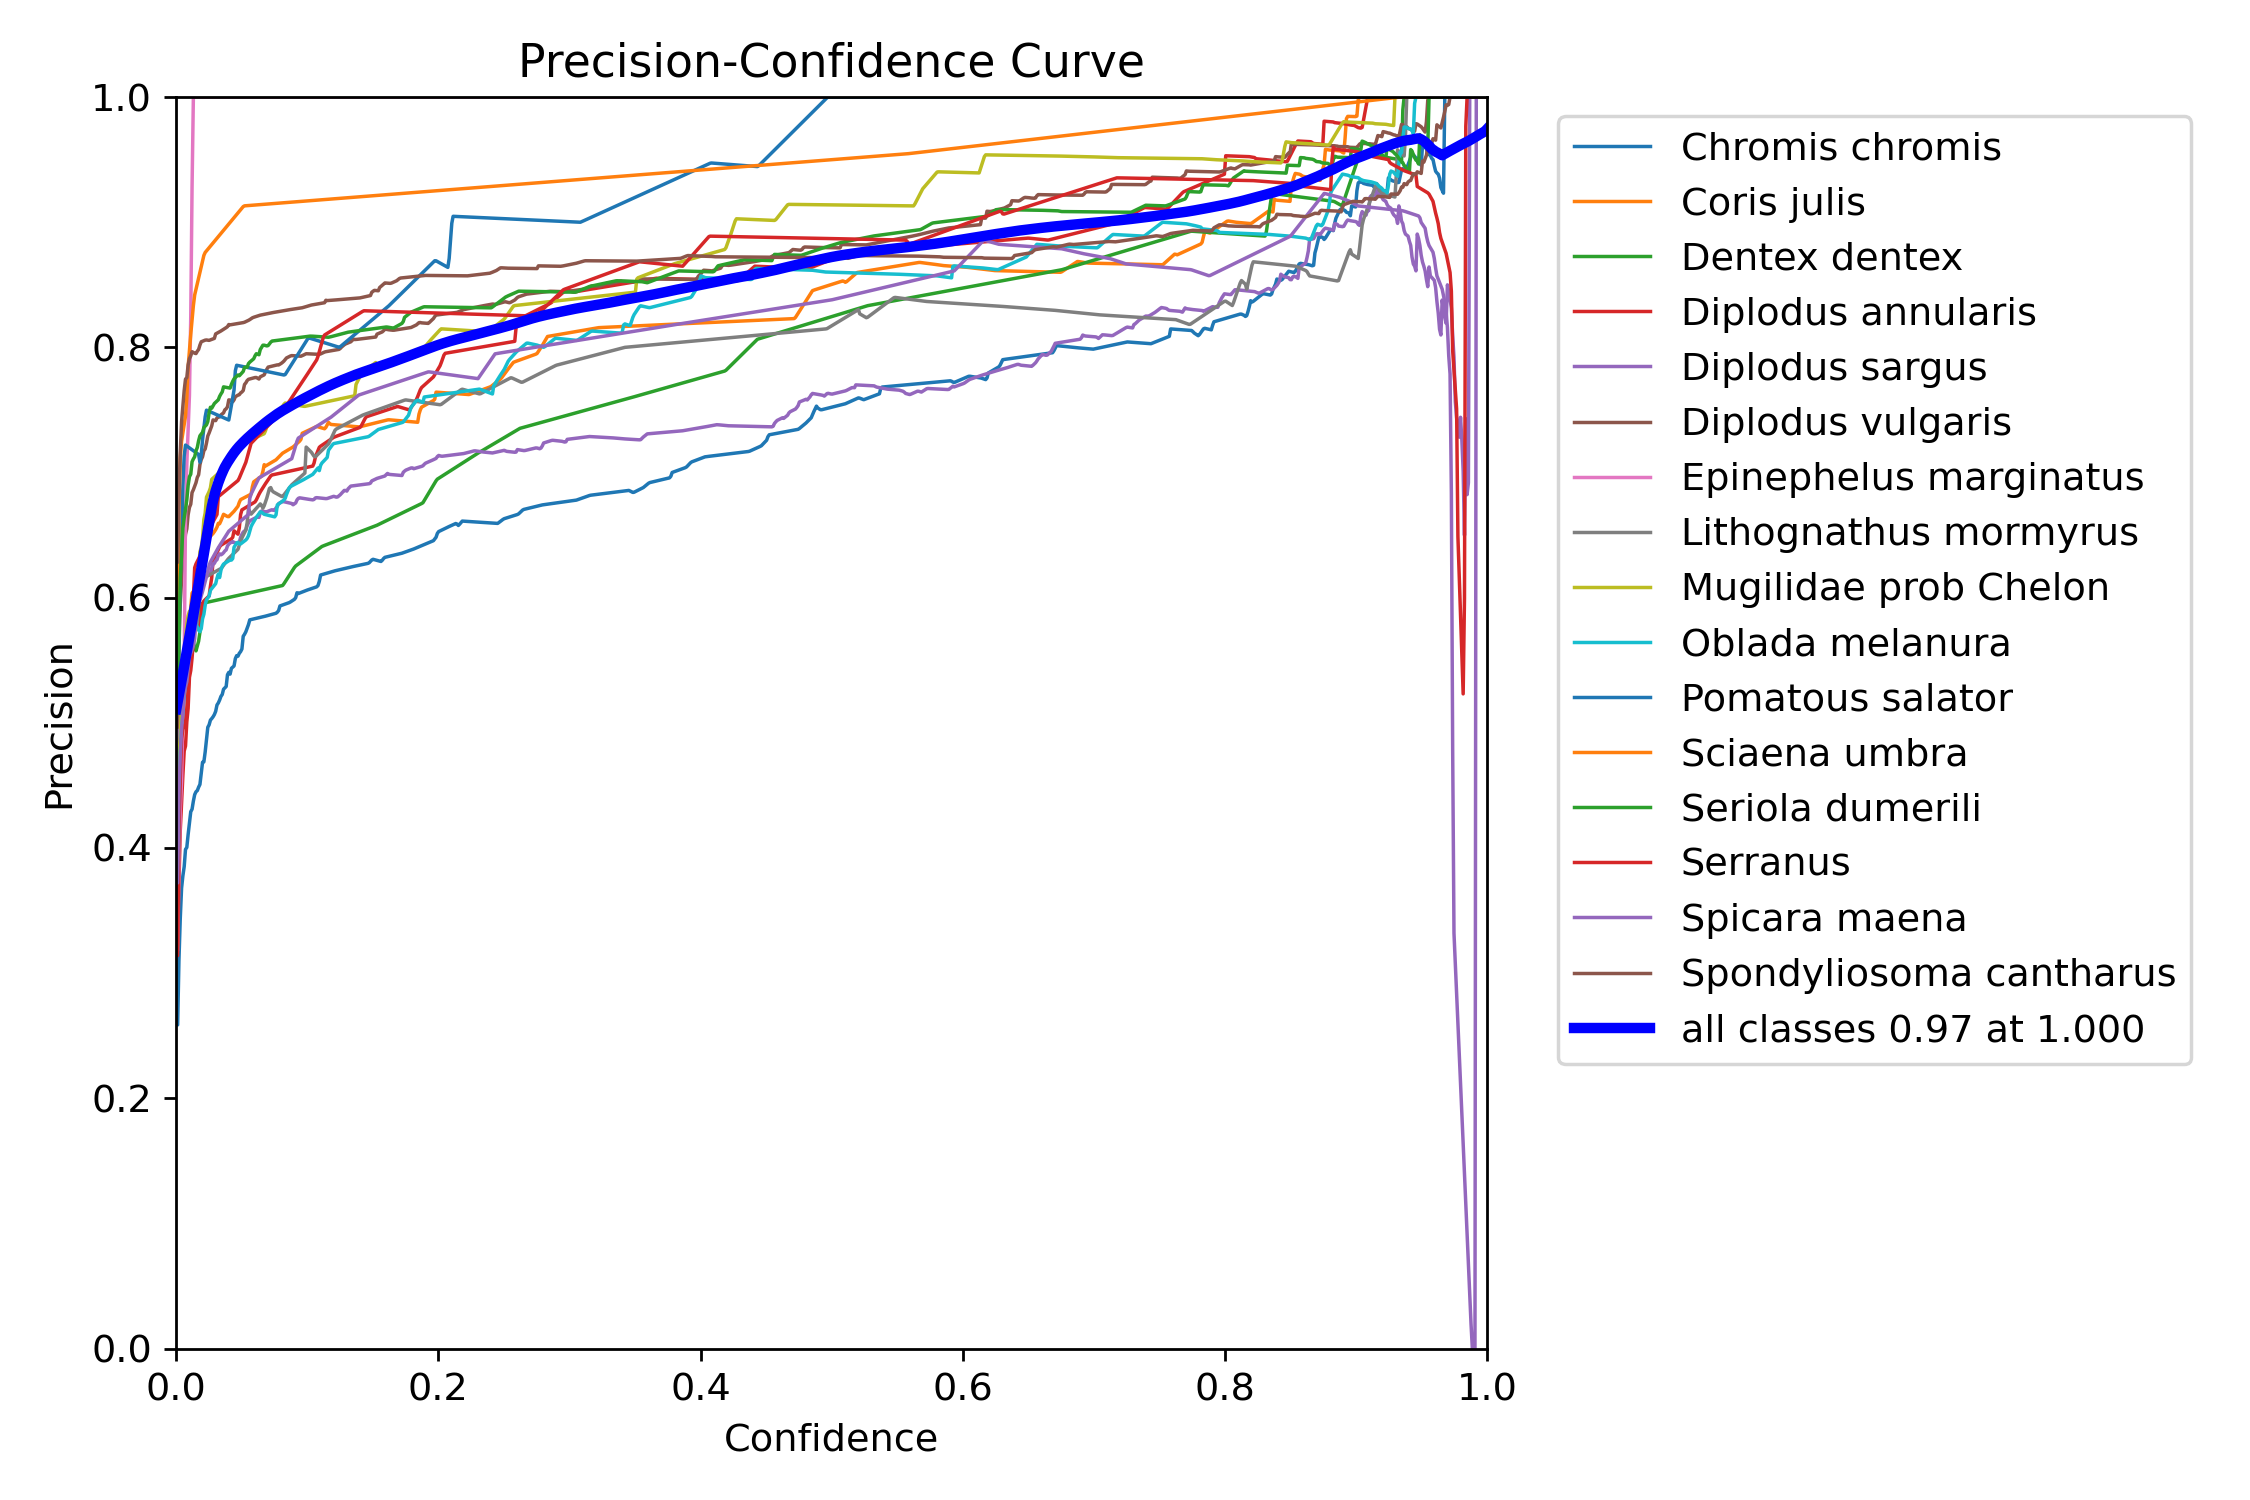 Precision-Confidence Curve
1.0
0.8
0.6
0.4
0.2
0.0
Precision
0.0 0.2 0.4 0.6 0.8 1.0
Confidence
Chromis chromis
Coris julis
Dentex dentex
Diplodus annularis
Diplodus sargus
Diplodus vulgaris
Epinephelus marginatus
Lithognathus mormyrus
Mugilidae prob Chelon
Oblada melanura
Pomatous salator
Sciaena umbra
Seriola dumerili
Serranus
Spicara maena
Spondyliosoma cantharus
all classes 0.97 at 1.000